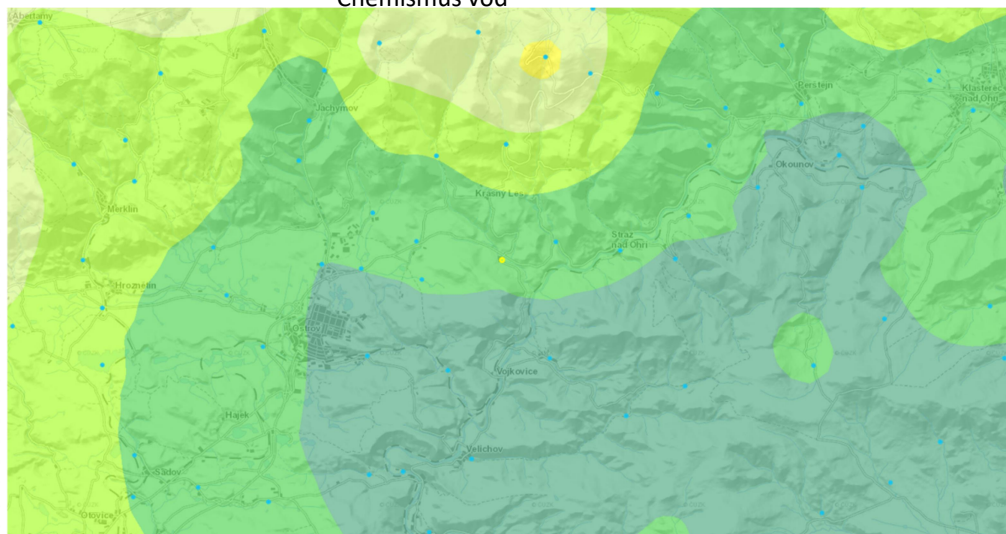 Chemismus vod
Abertamy
Perštejn
Klášterec
nad Ohří
Jáchymov
Okounov
Krásný Les
Merklín
Stráž
nad Ohří
Hroznětín
Vojkovice
Hájek
Velichov
Sadov
Otovice